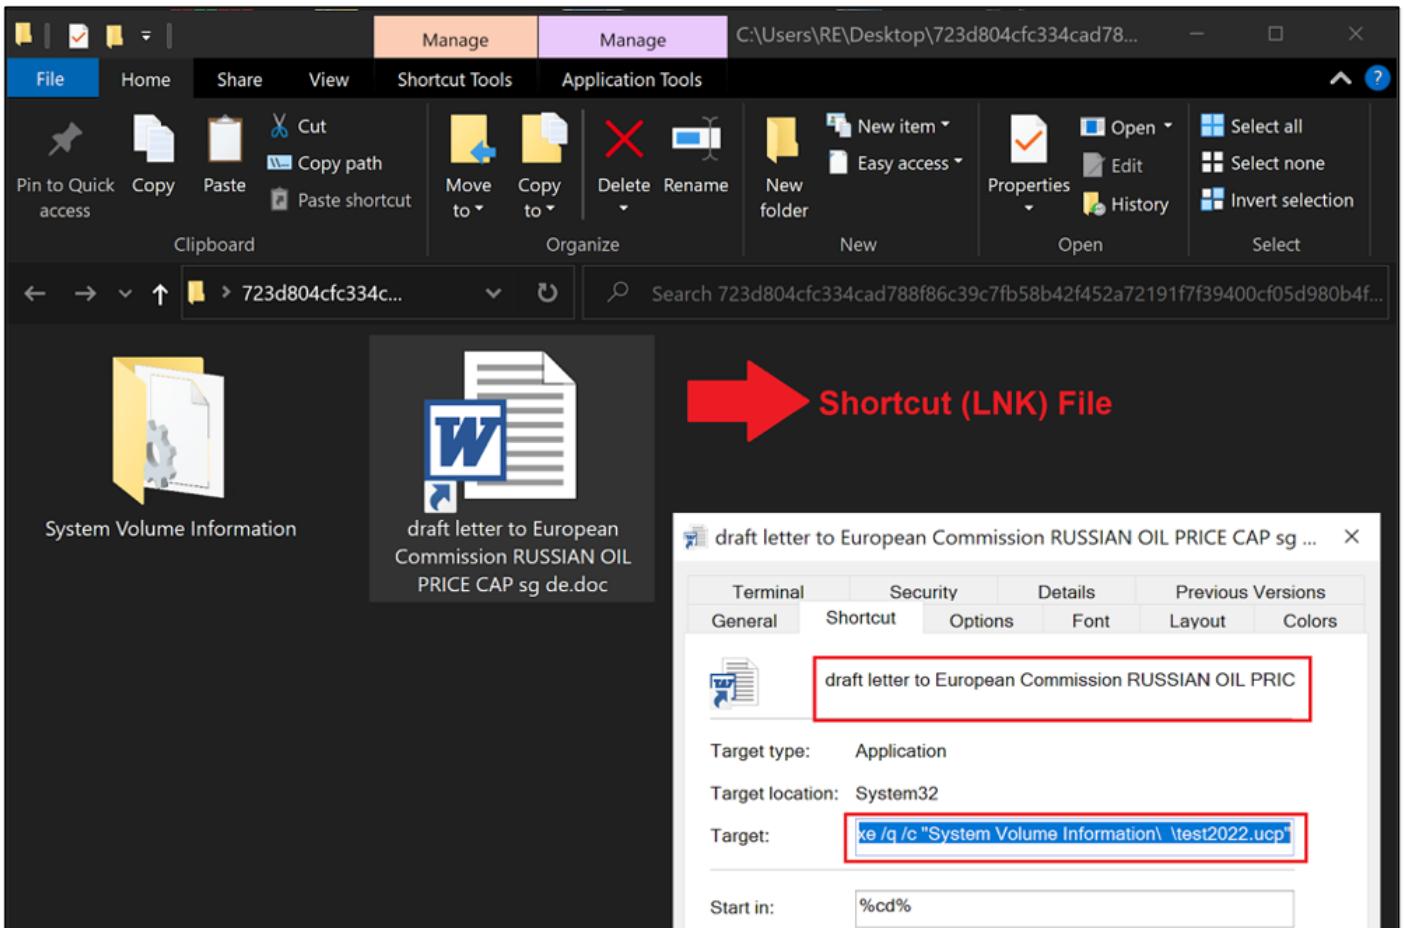 Manage
Manage
C:\Users\RE\Desktop\723d804cfc334cad78...
File
Home
Share
View
Shortcut Tools
Application Tools
?
Pin to Quick
access
Copy
Paste
Cut
Copy path
Paste shortcut
Clipboard
Move
to
Copy
to
Delete
Rename
Organize
New
folder
New item
Easy access
New
Properties
Open
Edit
History
Open
Select all
Select none
Invert selection
Select
723d804cfc334c...
Search 723d804cfc334cad788f86c39c7fb58b42f452a72191f7f39400cf05d980b4f...
System Volume Information
W
draft letter to European
Commission RUSSIAN OIL
PRICE CAP sg de.doc
Shortcut (LNK) File
draft letter to European Commission RUSSIAN OIL PRICE CAP sg ...
Terminal
Security
Details
Previous Versions
General
Shortcut
Options
Font
Layout
Colors
W
draft letter to European Commission RUSSIAN OIL PRIC
Target type:
Application
Target location:
System32
Target:
xe /q /c "System Volume Information\  \test2022.ucp"
Start in:
%cd%